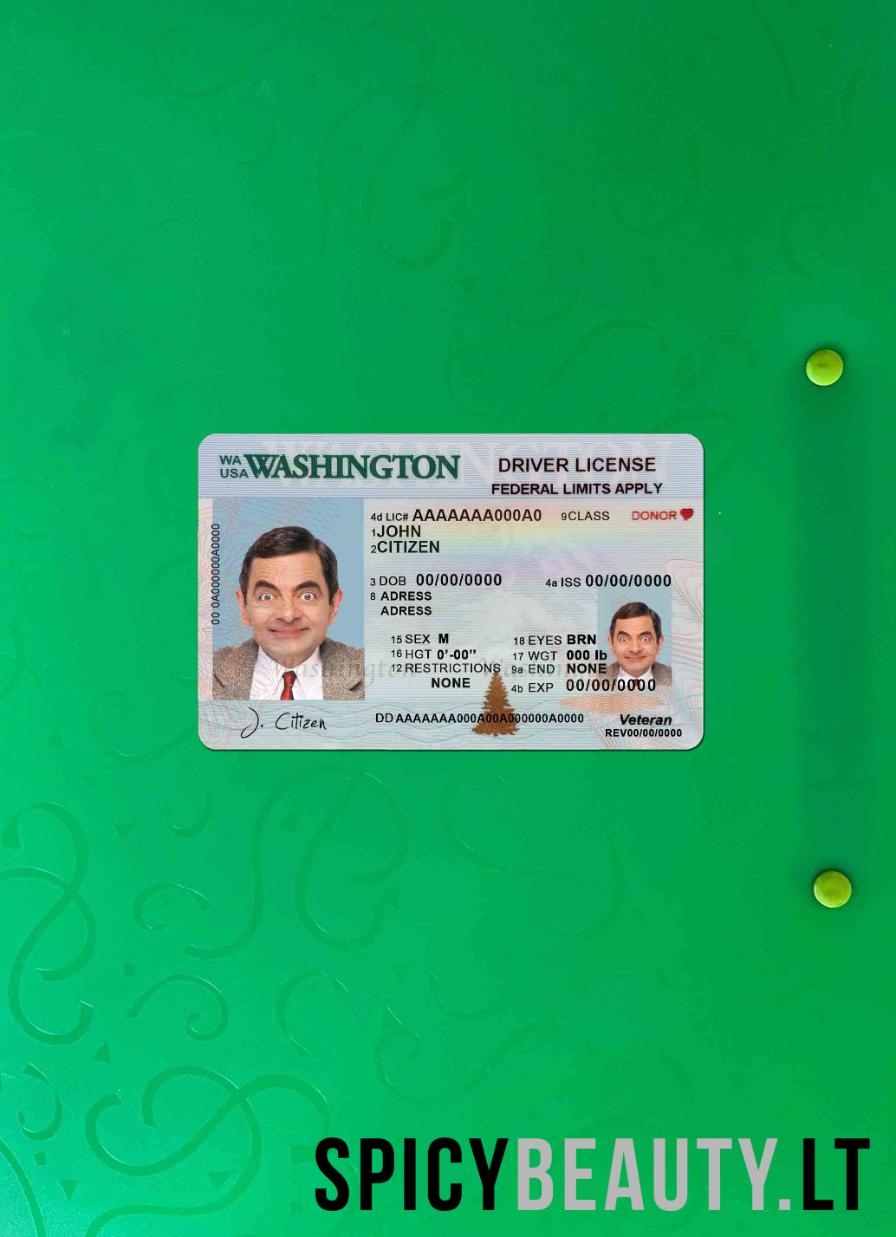 WA
USA
WASHINGTON
DRIVER LICENSE
FEDERAL LIMITS APPLY
4d LIC# AAAAAAA000A0 9CLASS DONOR
1JOHN
2CITIZEN
3 DOB 00/00/0000 4a ISS 00/00/0000
8 ADRESS
ADRESS
15 SEX M 18 EYES BRN
16 HGT 0'-00" 17 WGT 000 lb
12 RESTRICTIONS 9a END NONE
NONE 4b EXP 00/00/0000
00 0A0000000A0000
J. Citizen
DD AAAAAAA000A00A000000A0000
Veteran
REV00/00/0000
SPICYBEAUTY.LT